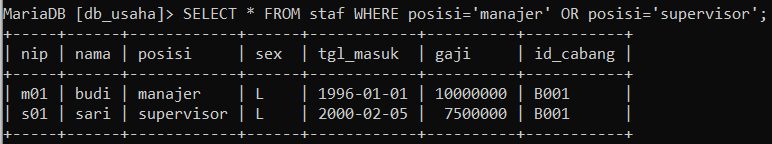 MariaDB [db_usaha]> SELECT * FROM staf WHERE posisi='manajer' OR posisi='supervisor';
+-----+------+------------+-----+------------+----------+-----------+
| nip | nama | posisi     | sex | tgl_masuk  | gaji     | id_cabang |
+-----+------+------------+-----+------------+----------+-----------+
| m01 | budi | manajer    | L   | 1996-01-01 | 10000000 | B001      |
| s01 | sari | supervisor | L   | 2000-02-05 |  7500000 | B001      |
+-----+------+------------+-----+------------+----------+-----------+